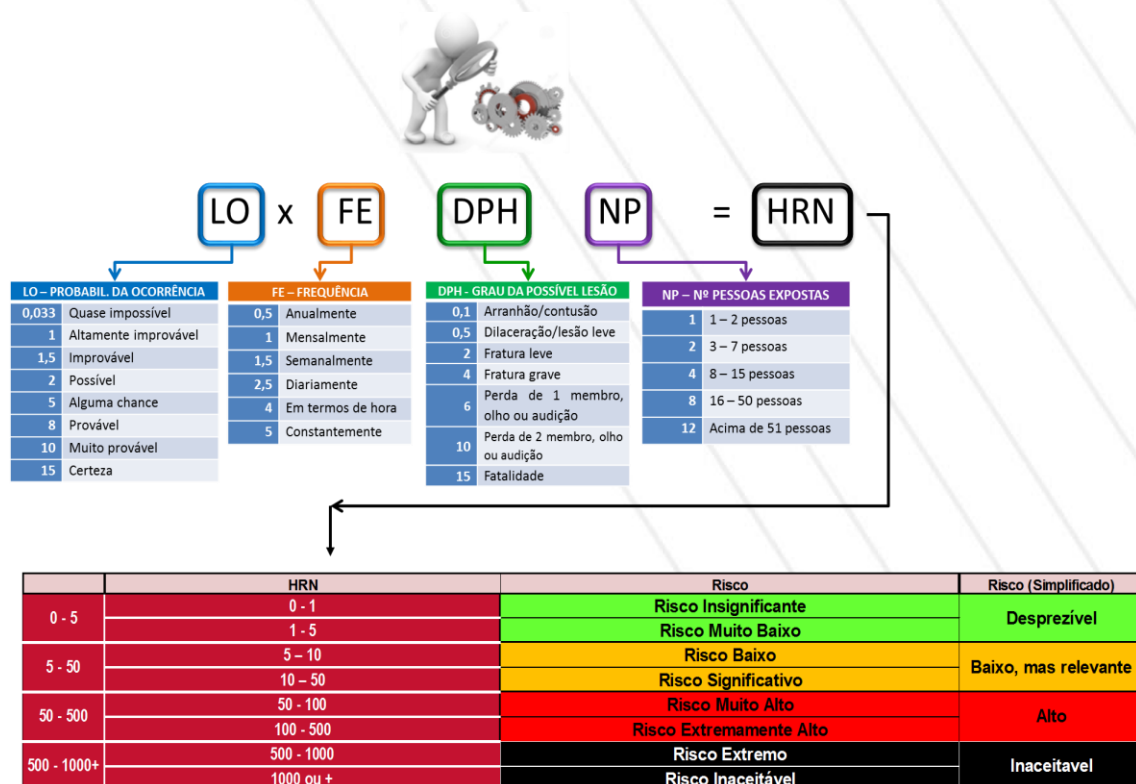 LO x FE DPH NP = HRN
LO – PROBABIL. DA OCORRÊNCIA
0,033 Quase impossível
1 Altamente improvável
1,5 Improvável
2 Possível
5 Alguma chance
8 Provável
10 Muito provável
15 Certeza
FE – FREQUÊNCIA
0,5 Anualmente
1 Mensalmente
1,5 Semanalmente
2,5 Diariamente
4 Em termos de hora
5 Constantemente
DPH - GRAU DA POSSÍVEL LESÃO
0,1 Arranhão/contusão
0,5 Dilaceração/lesão leve
2 Fratura leve
4 Fratura grave
6 Perda de 1 membro,
olho ou audição
10 Perda de 2 membro, olho
ou audição
15 Fatalidade
NP – Nº PESSOAS EXPOSTAS
1 1 – 2 pessoas
2 3 – 7 pessoas
4 8 – 15 pessoas
8 16 – 50 pessoas
12 Acima de 51 pessoas
HRN Risco Risco (Simplificado)
0 - 5 0 - 1 Risco Insignificante Desprezível
1 - 5 Risco Muito Baixo
5 - 50 5 – 10 Risco Baixo Baixo, mas relevante
10 – 50 Risco Significativo
50 - 500 50 - 100 Risco Muito Alto Alto
100 - 500 Risco Extremamente Alto
500 - 1000+ 500 - 1000 Risco Extremo Inaceitavel
1000 ou + Risco Inaceitável